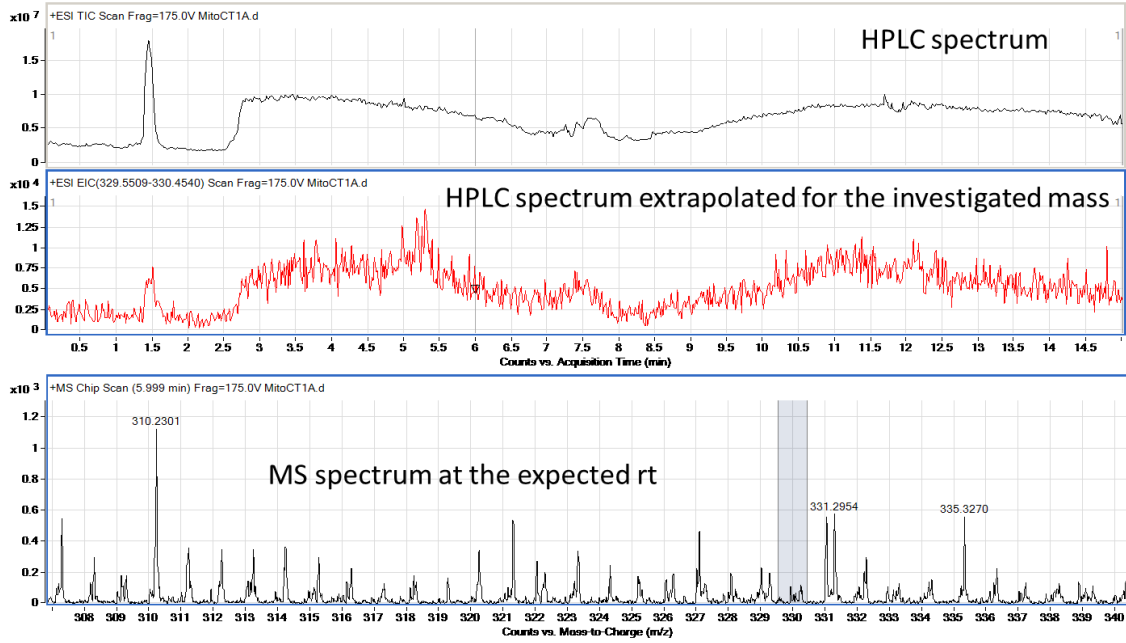 x10 7
+ESI TIC Scan Frag=175.0V MitoCT1A.d
HPLC spectrum
1 1
1.5
1
0.5
0
x10 4
+ESI EIC(329.5509-330.4540) Scan Frag=175.0V MitoCT1A.d
HPLC spectrum extrapolated for the investigated mass
1 1
1.5
1.25
1
0.75
0.5
0.25
0
0.5 1 1.5 2 2.5 3 3.5 4 4.5 5 5.5 6 6.5 7 7.5 8 8.5 9 9.5 10 10.5 11 11.5 12 12.5 13 13.5 14 14.5
Counts vs. Acquisition Time (min)
x10 3
+MS Chip Scan (5.999 min) Frag=175.0V MitoCT1A.d
1.2
310.2301
1
MS spectrum at the expected rt
0.8
0.6
331.2954 335.3270
0.4
0.2
0
308 309 310 311 312 313 314 315 316 317 318 319 320 321 322 323 324 325 326 327 328 329 330 331 332 333 334 335 336 337 338 339 340
Counts vs. Mass-to-Charge (m/z)